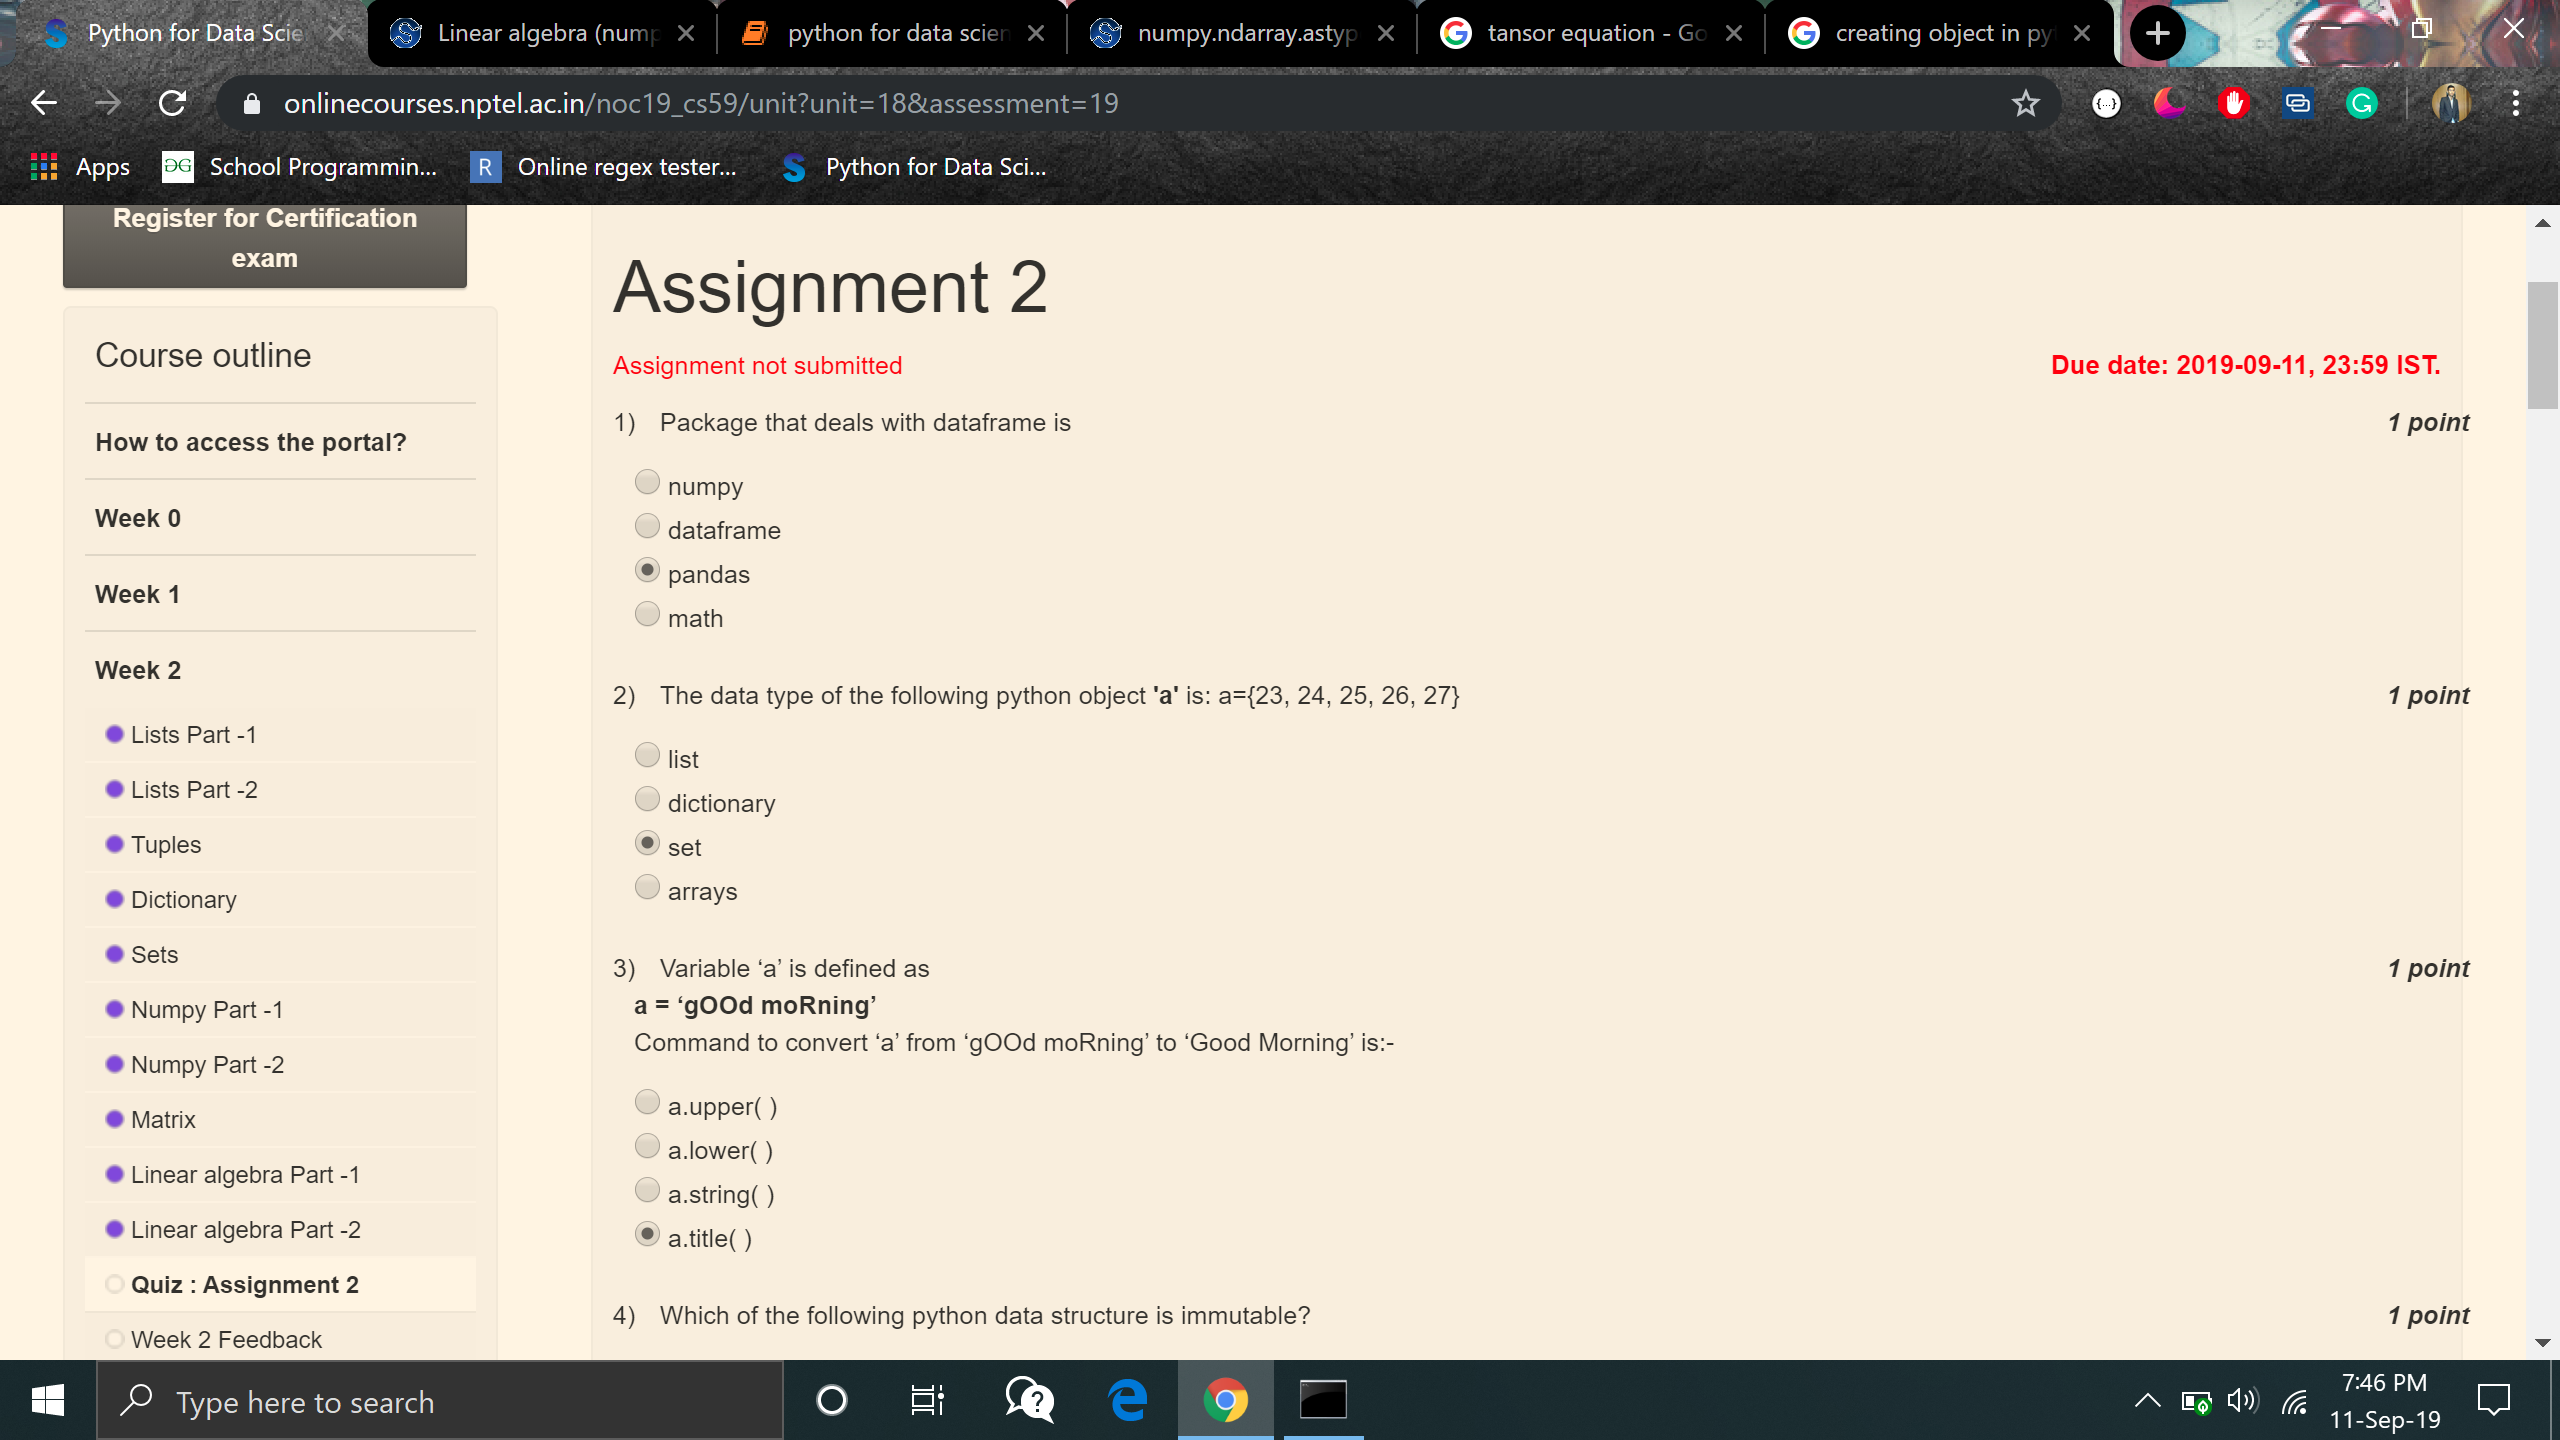 Python for Data Scie
Linear algebra (nump
python for data scien
numpy.ndarray.astyp
tansor equation - Go
creating object in py
onlinecourses.nptel.ac.in/noc19_cs59/unit?unit=18&assessment=19
Apps
School Programmin...
R
Online regex tester...
Python for Data Sci...
Register for Certification
exam
Course outline
How to access the portal?
Week 0
Week 1
Week 2
Lists Part -1
Lists Part -2
Tuples
Dictionary
Sets
Numpy Part -1
Numpy Part -2
Matrix
Linear algebra Part -1
Linear algebra Part -2
Quiz : Assignment 2
Week 2 Feedback
Assignment 2
Assignment not submitted
Due date: 2019-09-11, 23:59 IST.
1) Package that deals with dataframe is
1 point
numpy
dataframe
pandas
math
2) The data type of the following python object 'a' is: a={23, 24, 25, 26, 27}
1 point
list
dictionary
set
arrays
3) Variable ‘a’ is defined as
1 point
a = ‘gOOd moRning’
Command to convert ‘a’ from ‘gOOd moRning’ to ‘Good Morning’ is:-
a.upper( )
a.lower( )
a.string( )
a.title( )
4) Which of the following python data structure is immutable?
1 point
Type here to search
7:46 PM
11-Sep-19